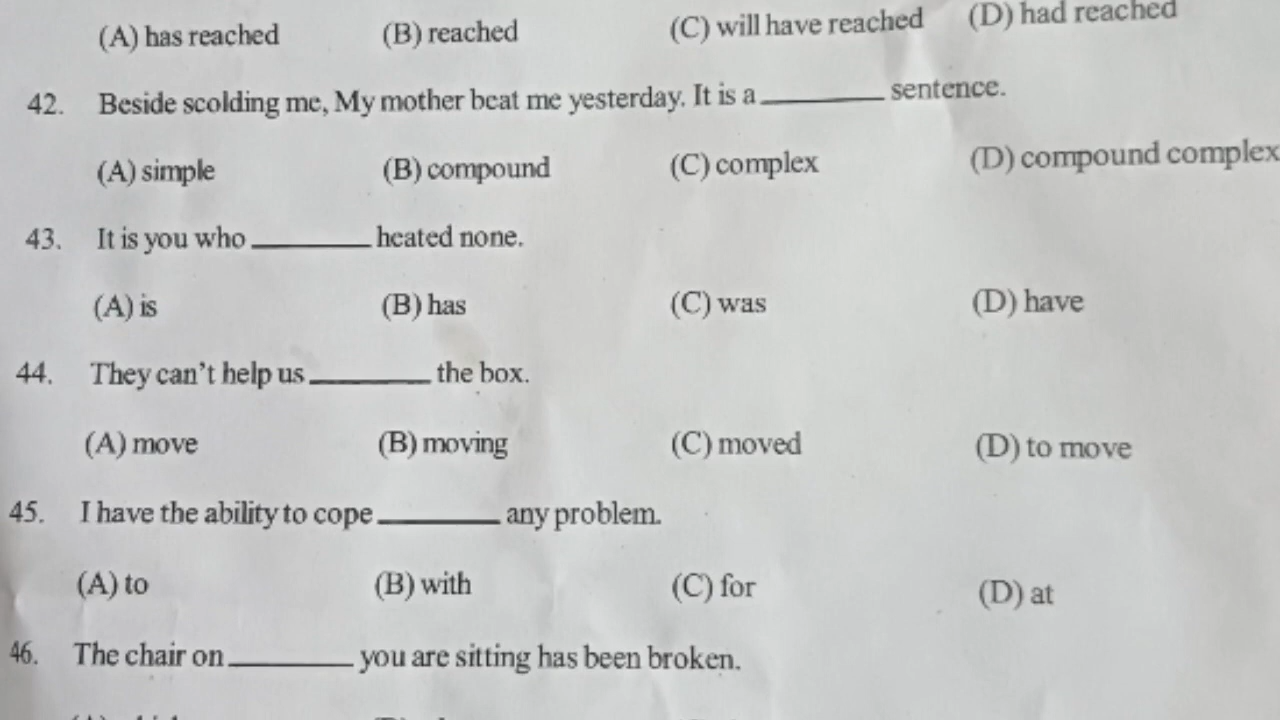 (A) has reached (B) reached (C) will have reached (D) had reached
42. Beside scolding me, My mother beat me yesterday. It is a ________ sentence.
(A) simple (B) compound (C) complex (D) compound complex
43. It is you who ________ heated none.
(A) is (B) has (C) was (D) have
44. They can't help us ________ the box.
(A) move (B) moving (C) moved (D) to move
45. I have the ability to cope ________ any problem.
(A) to (B) with (C) for (D) at
46. The chair on ________ you are sitting has been broken.